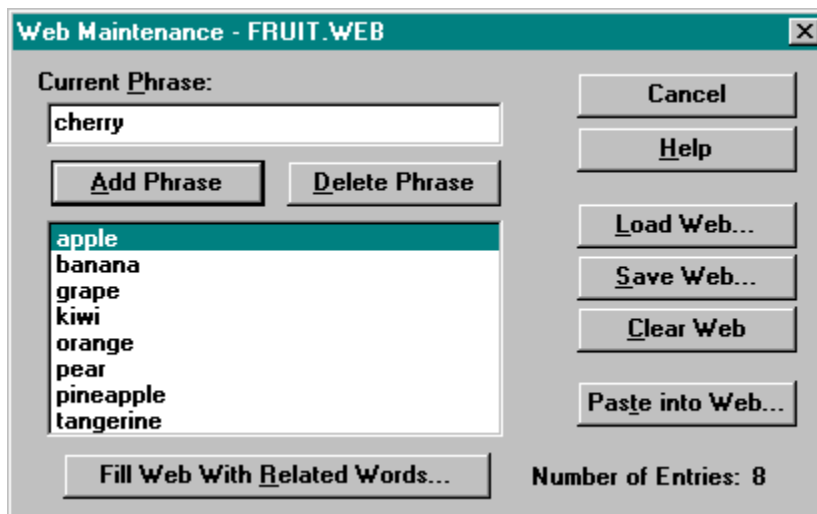 Web Maintenance - FRUIT.WEB
Current Phrase:
cherry
Add Phrase
Delete Phrase
apple
banana
grape
kiwi
orange
pear
pineapple
tangerine
Fill Web With Related Words...
Cancel
Help
Load Web...
Save Web...
Clear Web
Paste into Web...
Number of Entries: 8